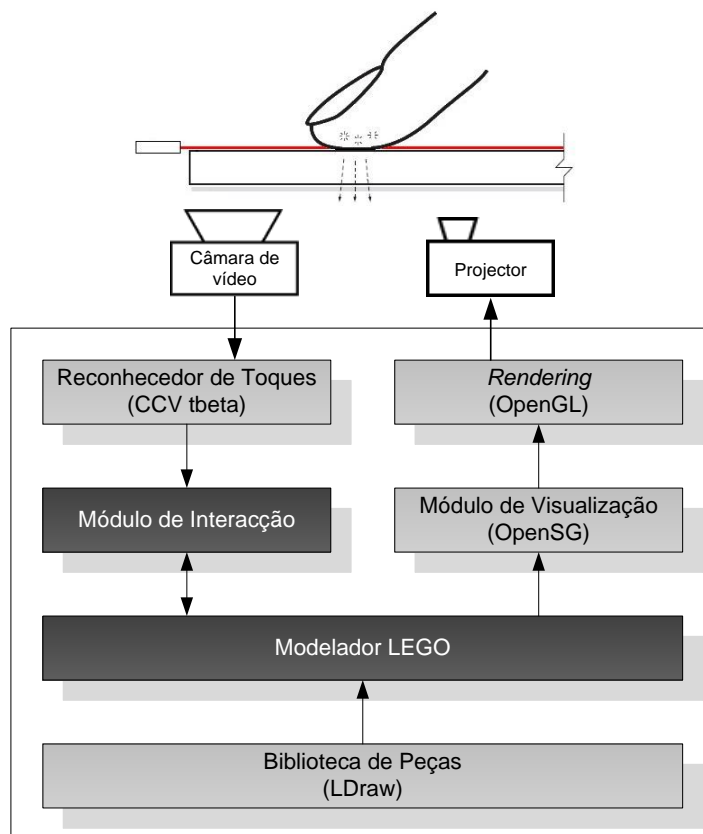 Câmara de
vídeo
Projector
Reconhecedor de Toques
(CCV tbeta)
Rendering
(OpenGL)
Módulo de Interacção
Módulo de Visualização
(OpenSG)
Modelador LEGO
Biblioteca de Peças
(LDraw)